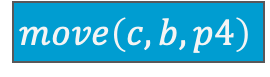 move(c, b, p4)